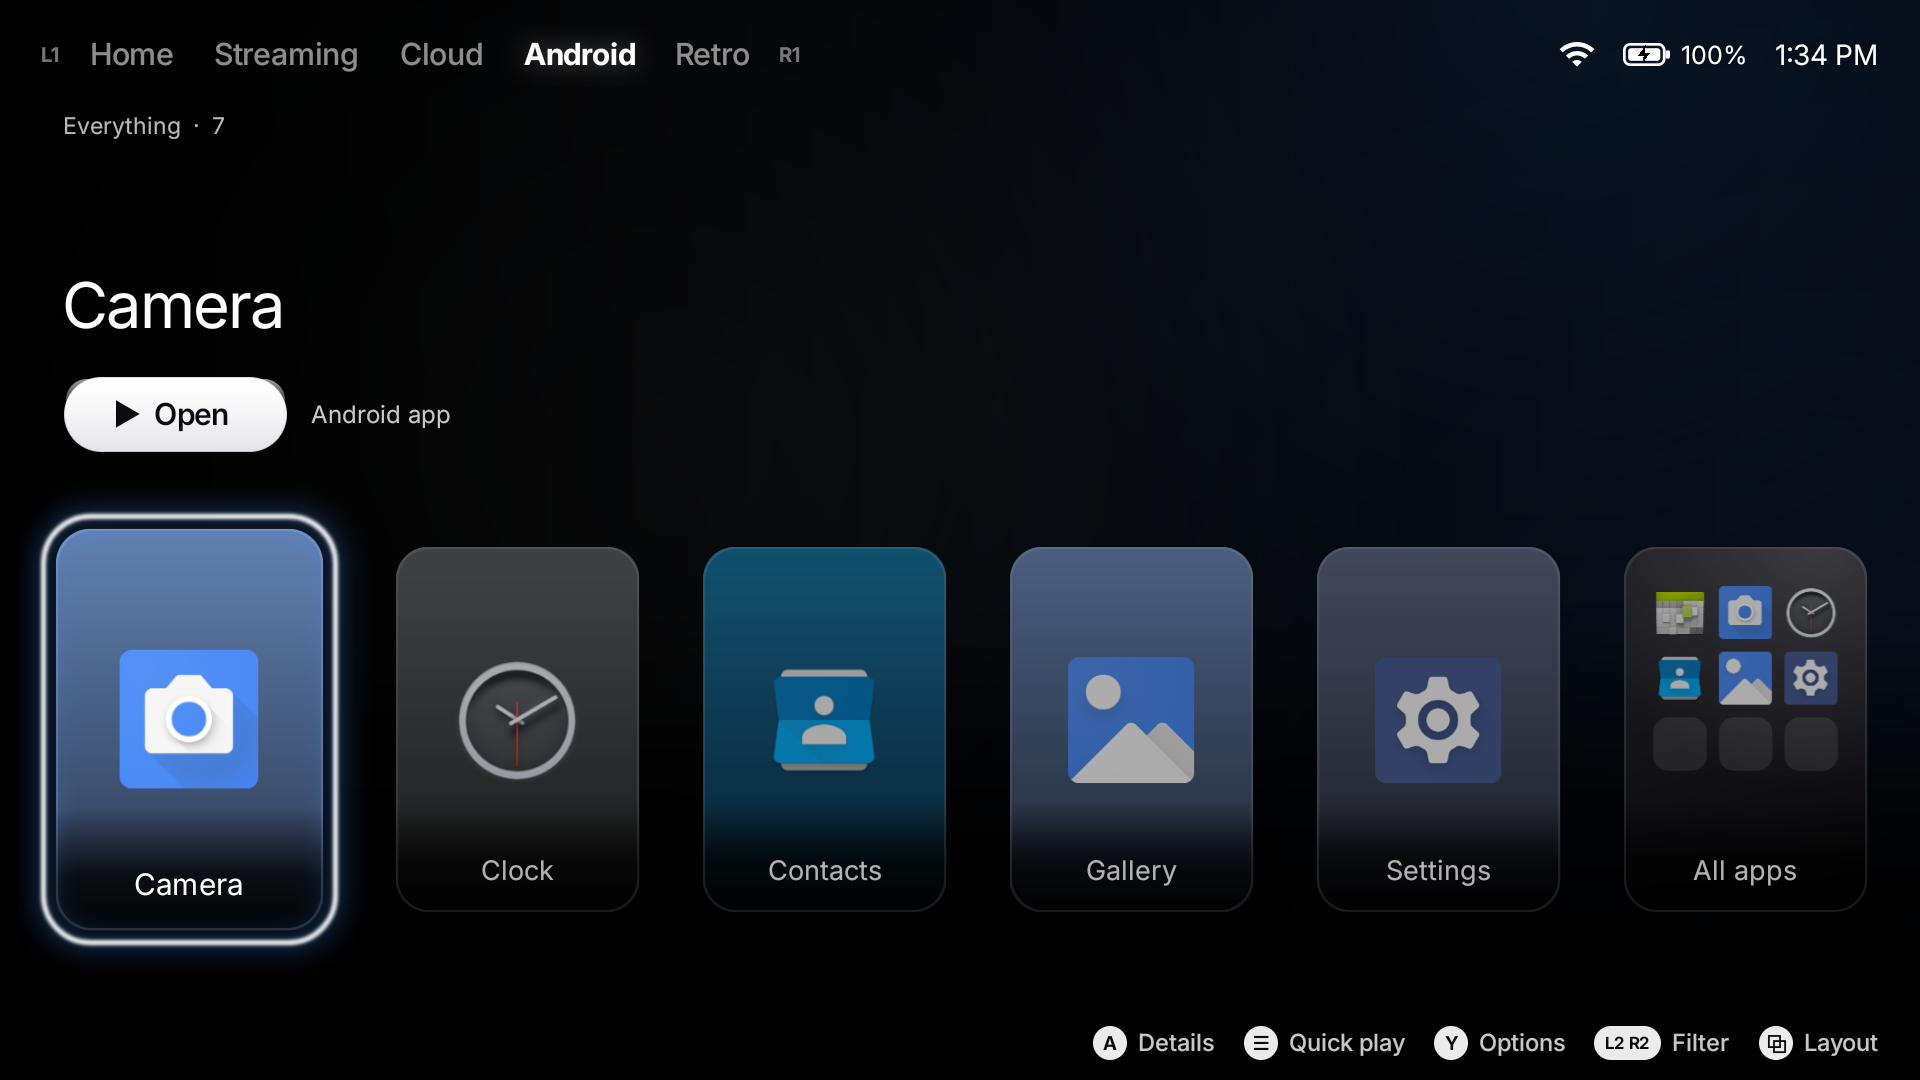 L1 Home Streaming Cloud Android Retro R1 100% 1:34 PM
Everything · 7
Camera
Open Android app
Camera Clock Contacts Gallery Settings All apps
A Details Quick play Y Options L2 R2 Filter Layout